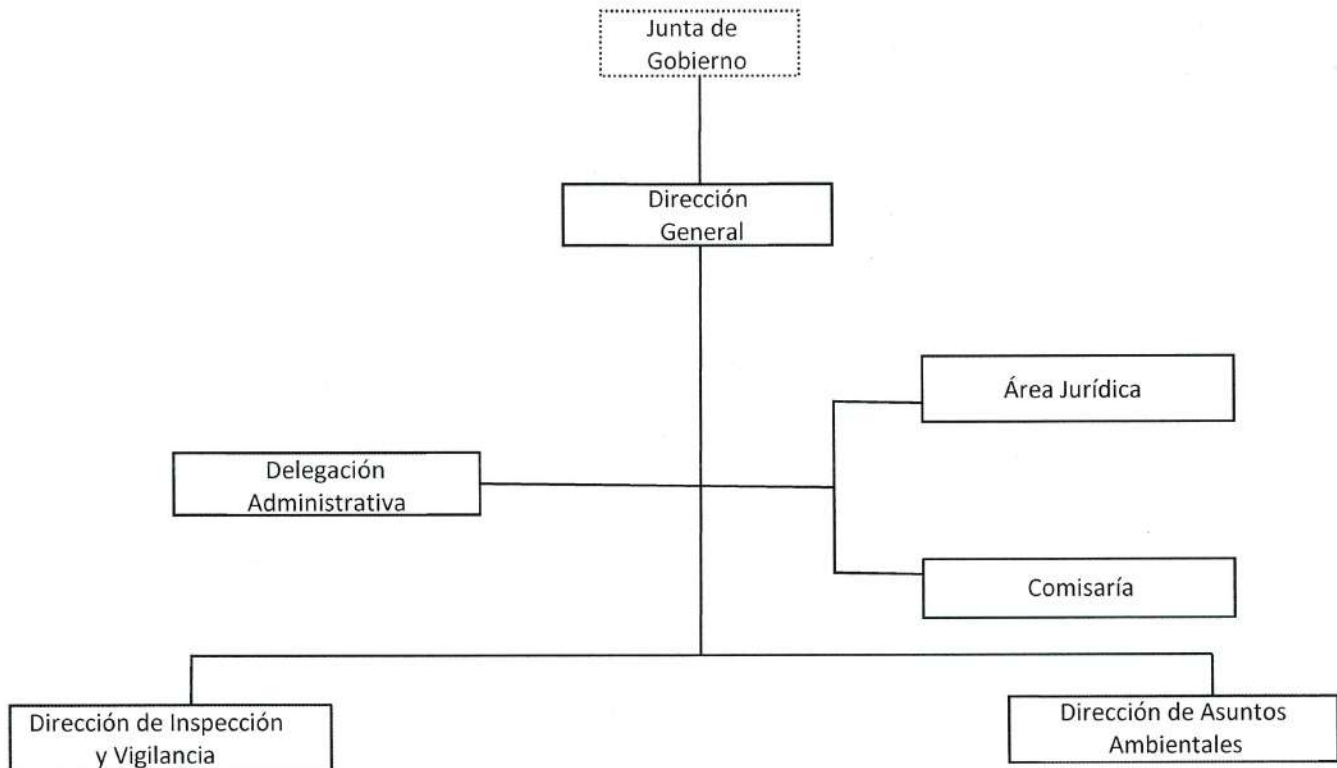 Junta de
Gobierno
Dirección
General
Área Jurídica
Delegación
Administrativa
Comisaría
Dirección de Inspección
y Vigilancia
Dirección de Asuntos
Ambientales